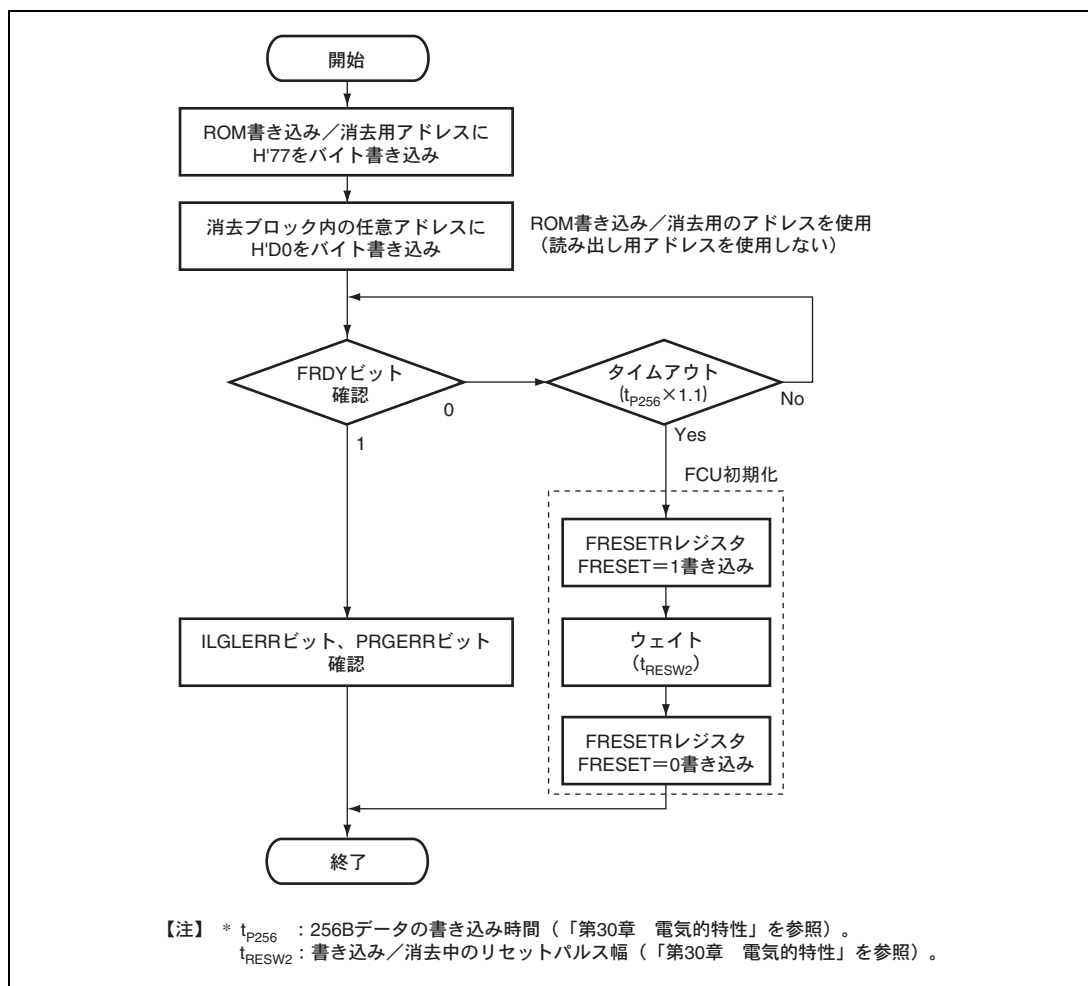 開始
ROM書き込み／消去用アドレスに
H'77をバイト書き込み
消去ブロック内の任意アドレスに
H'D0をバイト書き込み
ROM書き込み／消去用のアドレスを使用
（読み出し用アドレスを使用しない）
FRDYビット
確認
0
1
タイムアウト
(tP256×1.1)
No
Yes
FCU初期化
FRESETRレジスタ
FRESET＝1書き込み
ウェイト
（tRESW2）
FRESETRレジスタ
FRESET＝0書き込み
ILGLERRビット、PRGERRビット
確認
終了
【注】 * tP256 ：256Bデータの書き込み時間（「第30章 電気的特性」を参照）。
tRESW2：書き込み／消去中のリセットパルス幅（「第30章 電気的特性」を参照）。